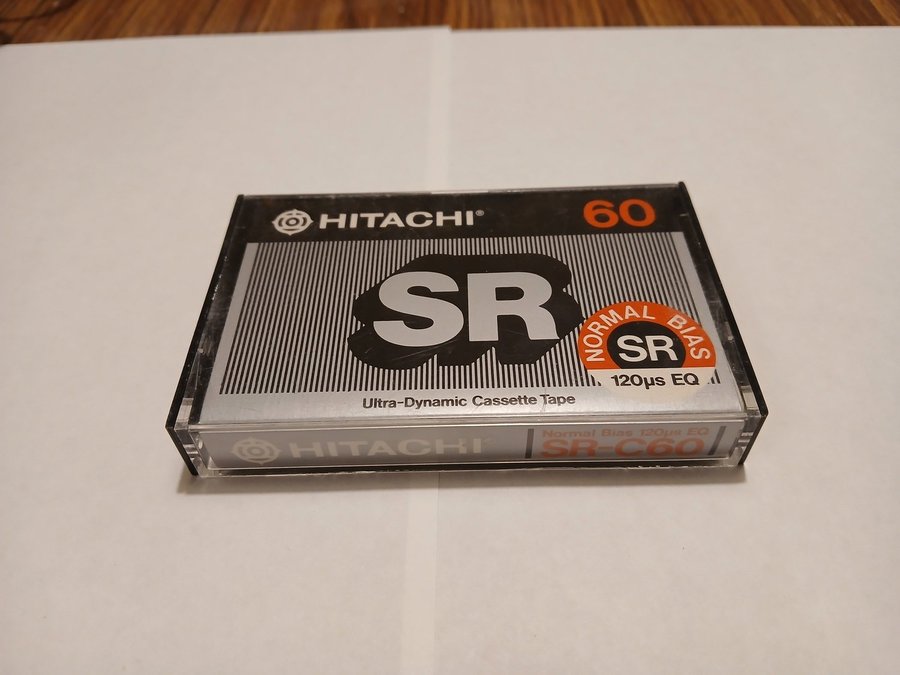 HITACHI®
60
SR
NORMAL BIAS
SR
120µs EQ
Ultra-Dynamic Cassette Tape
HITACHI
Normal Bias 120µs EQ
SR-C60